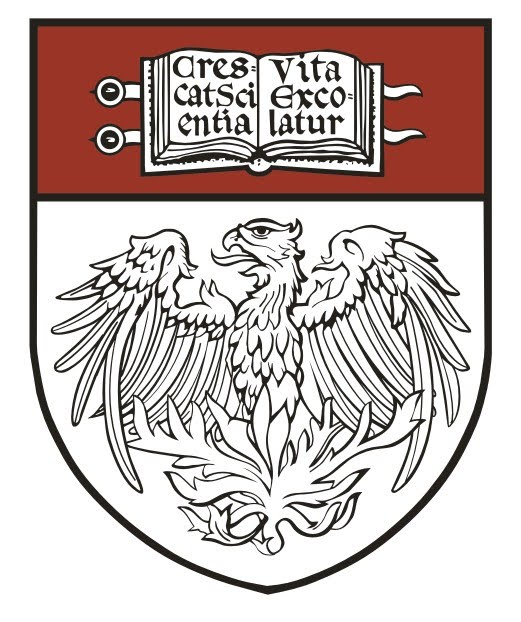 Cres=
catSci
entia
Vita
Exco=
latur